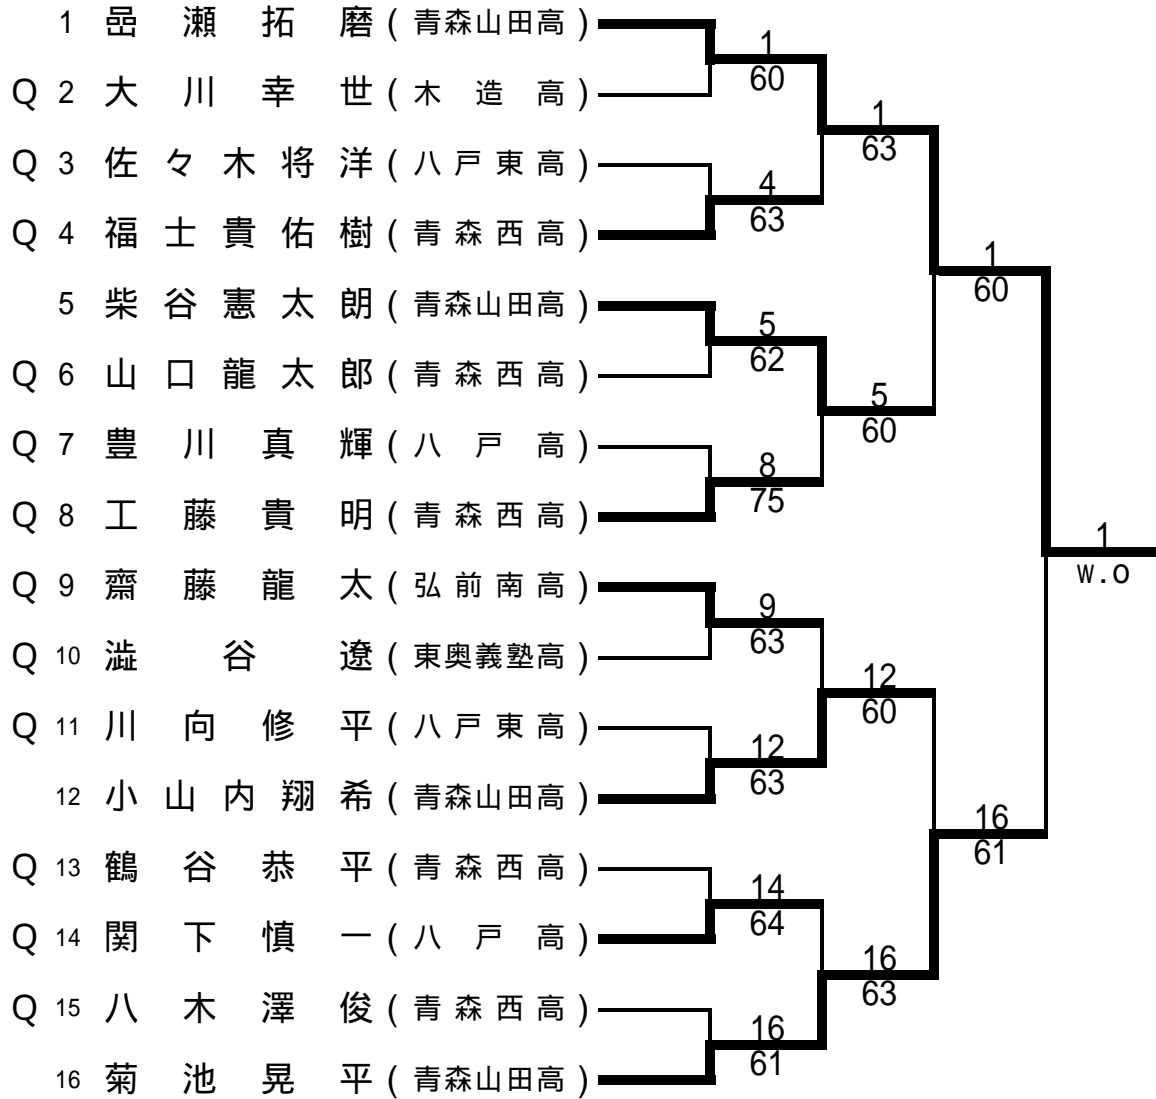 1 嵒瀬拓磨(青森山田高)
1
60
Q 2 大川幸世(木造高)
1
63
Q 3 佐々木将洋(八戸東高)
4
63
Q 4 福士貴佑樹(青森西高)
1
60
5 柴谷憲太朗(青森山田高)
5
62
Q 6 山口龍太郎(青森西高)
5
60
Q 7 豊川真輝(八戸高)
8
75
Q 8 工藤貴明(青森西高)
1
w.o
Q 9 齋藤龍太(弘前南高)
9
63
Q 10 澁谷遼(東奥義塾高)
12
60
Q 11 川向修平(八戸東高)
12
63
12 小山内翔希(青森山田高)
16
61
Q 13 鶴谷恭平(青森西高)
14
64
Q 14 関下慎一(八戸高)
16
63
Q 15 八木澤俊(青森西高)
16
61
16 菊池晃平(青森山田高)